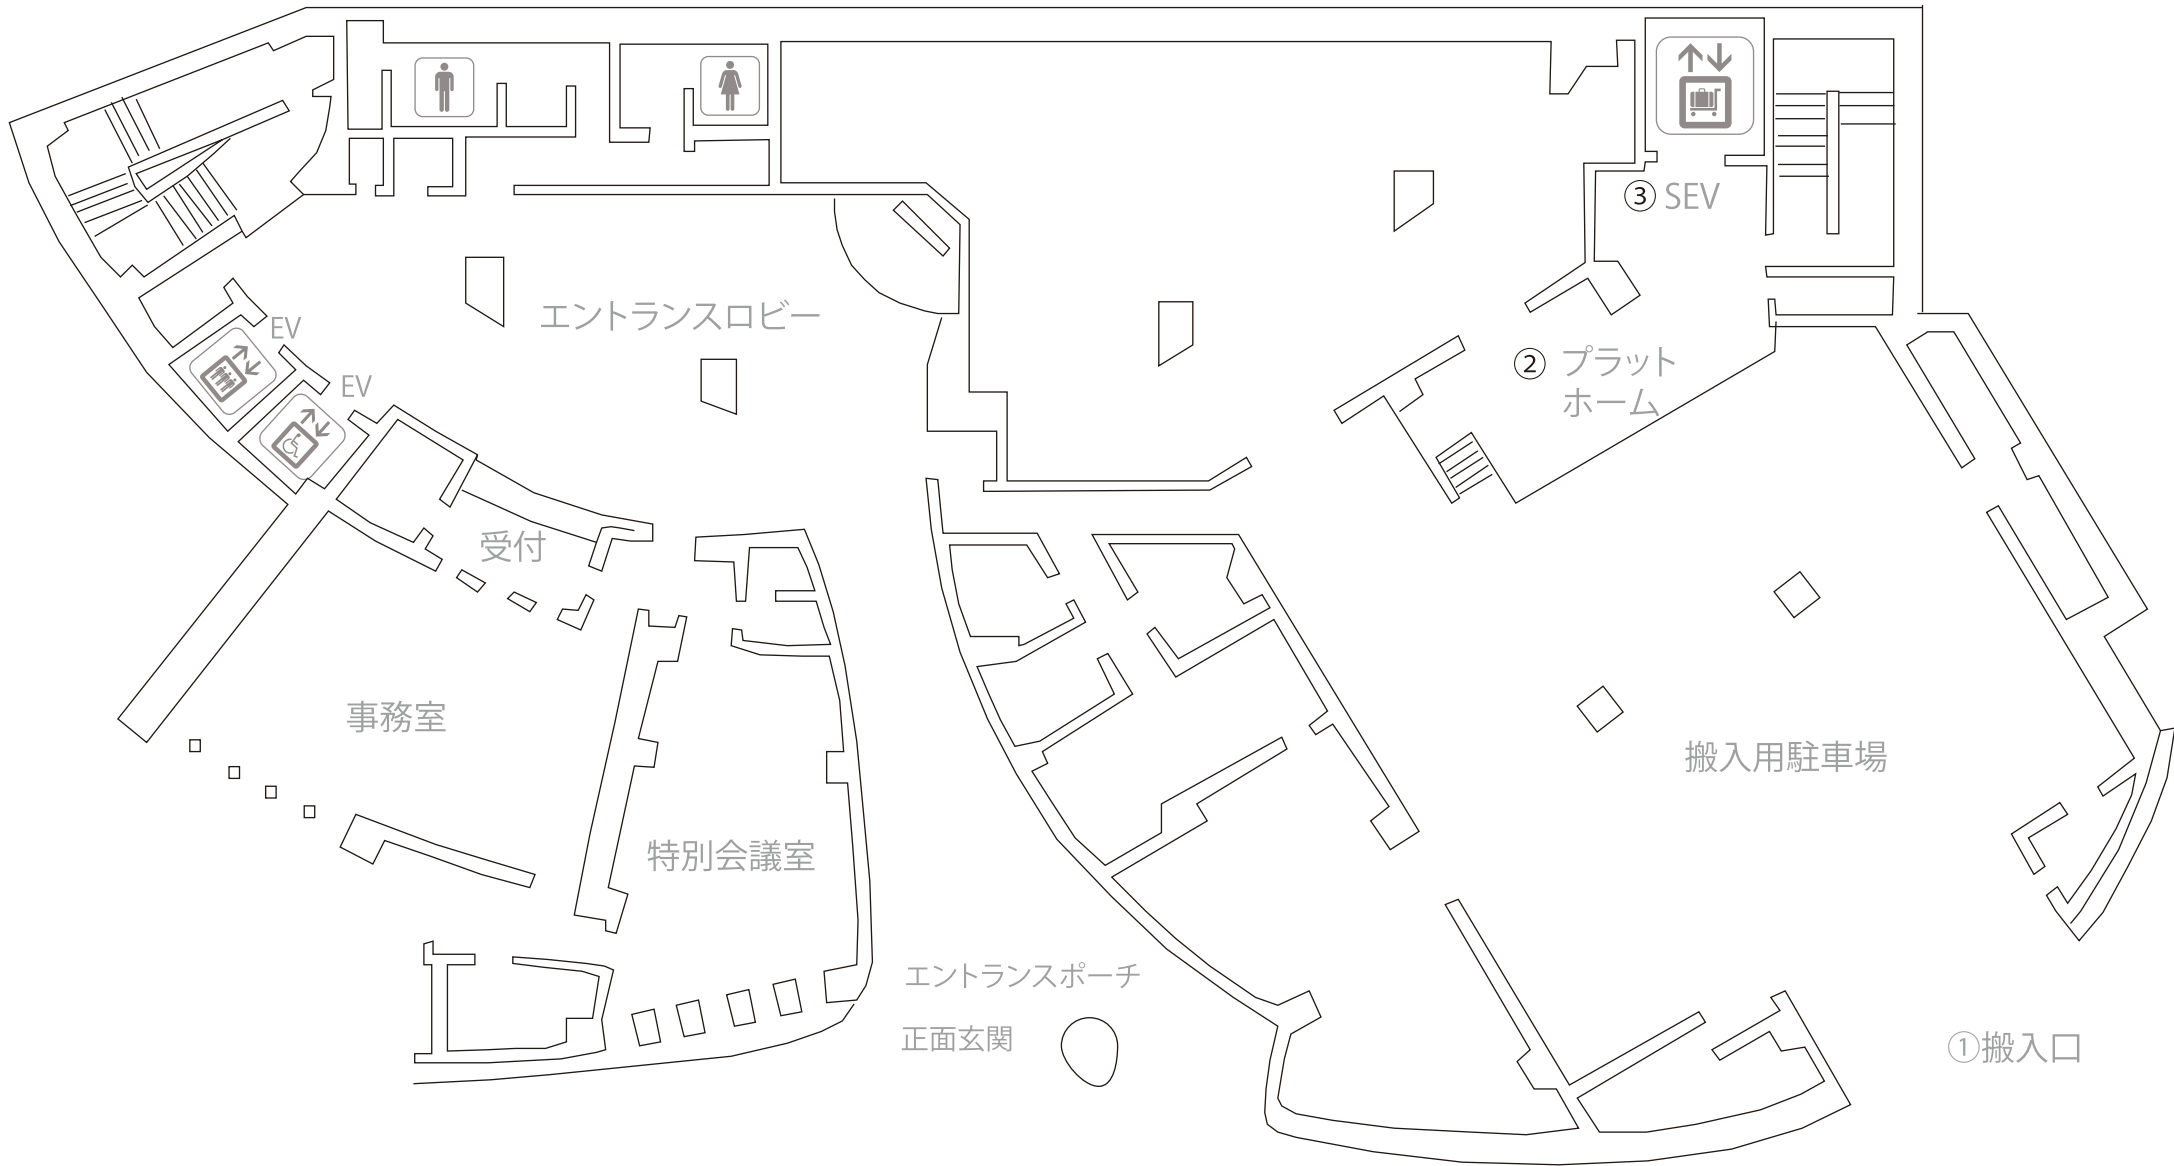 ③ SEV
エントランスロビー
EV
② プラット
ホーム
EV
受付
事務室
搬入用駐車場
特別会議室
エントランスポーチ
正面玄関
①搬入口